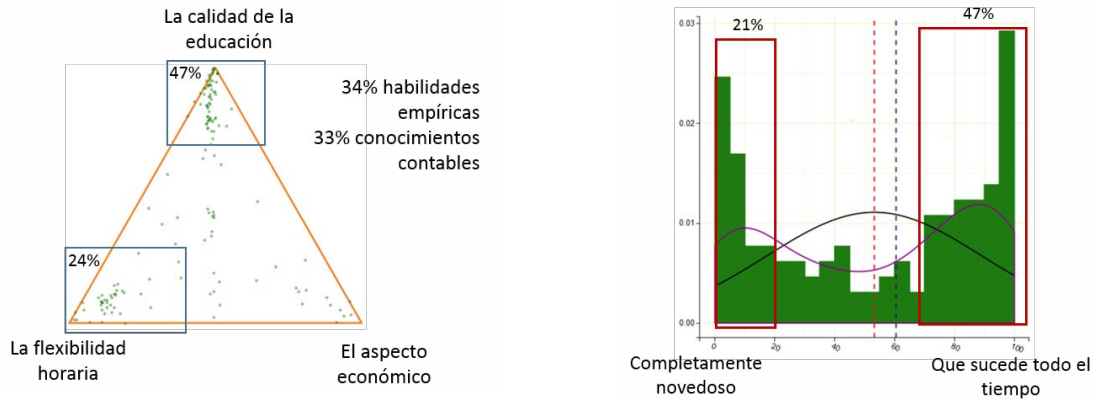 La calidad de la
educación
47%
34% habilidades
empíricas
33% conocimientos
contables
24%
La flexibilidad
horaria
El aspecto
económico
21%
47%
0.03
0.02
0.01
0.00
0
20
40
60
80
100
Completamente
novedoso
Que sucede todo el
tiempo